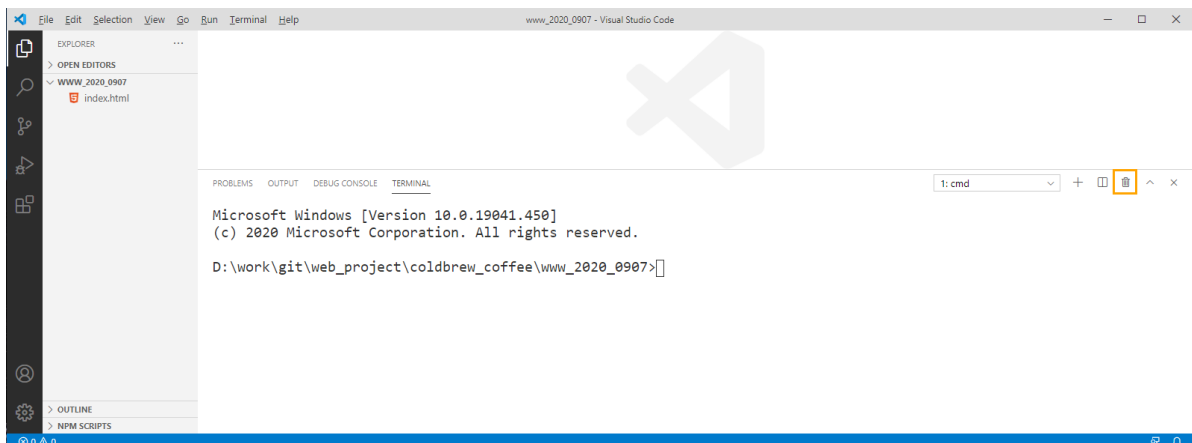 File Edit Selection View Go Run Terminal Help www_2020_0907 - Visual Studio Code
EXPLORER
OPEN EDITORS
WWW_2020_0907
index.html
OUTLINE
NPM SCRIPTS
PROBLEMS OUTPUT DEBUG CONSOLE TERMINAL 1: cmd
Microsoft Windows [Version 10.0.19041.450]
(c) 2020 Microsoft Corporation. All rights reserved.
D:\work\git\web_project\coldbrew_coffee\www_2020_0907>
0 0